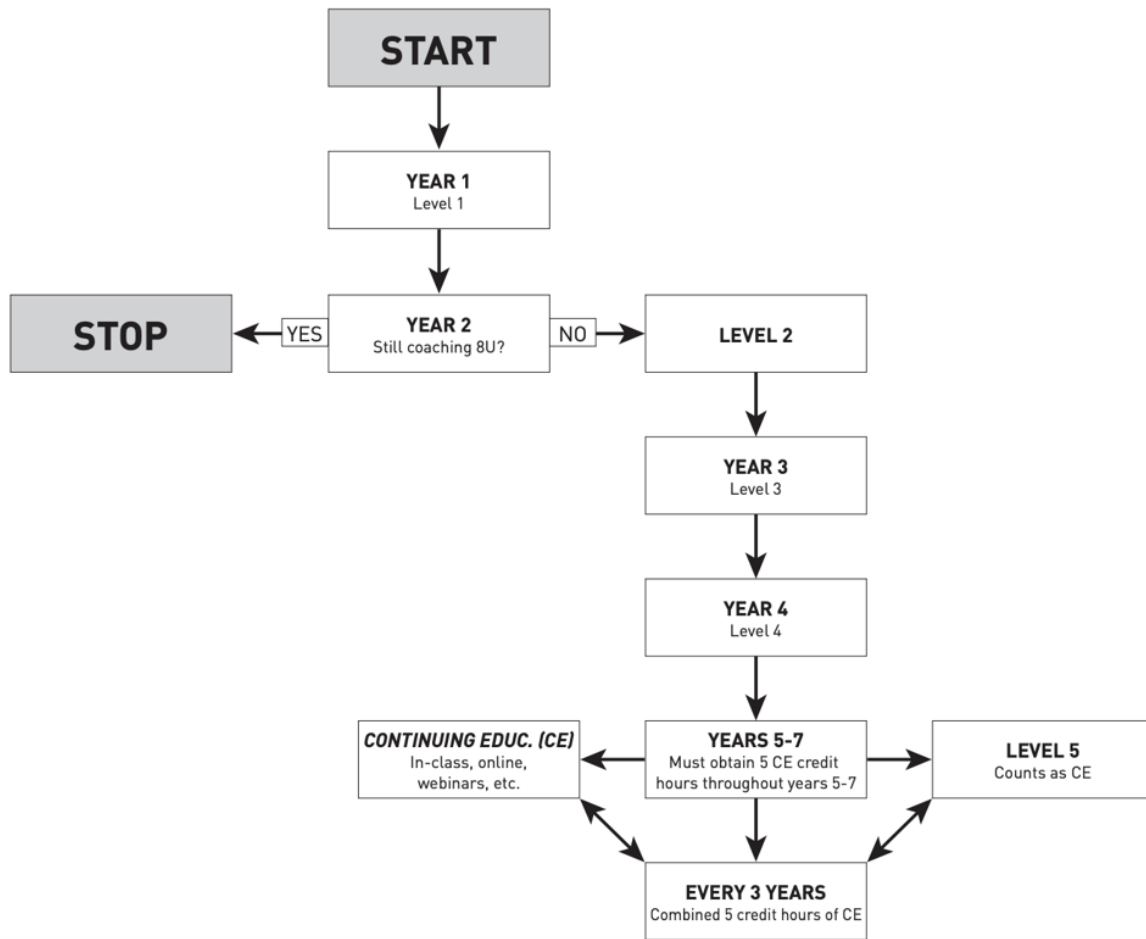 START
YEAR 1
Level 1
STOP
YES
YEAR 2
Still coaching 8U?
NO
LEVEL 2
YEAR 3
Level 3
YEAR 4
Level 4
CONTINUING EDUC. (CE)
In-class, online,
webinars, etc.
YEARS 5-7
Must obtain 5 CE credit
hours throughout years 5-7
LEVEL 5
Counts as CE
EVERY 3 YEARS
Combined 5 credit hours of CE